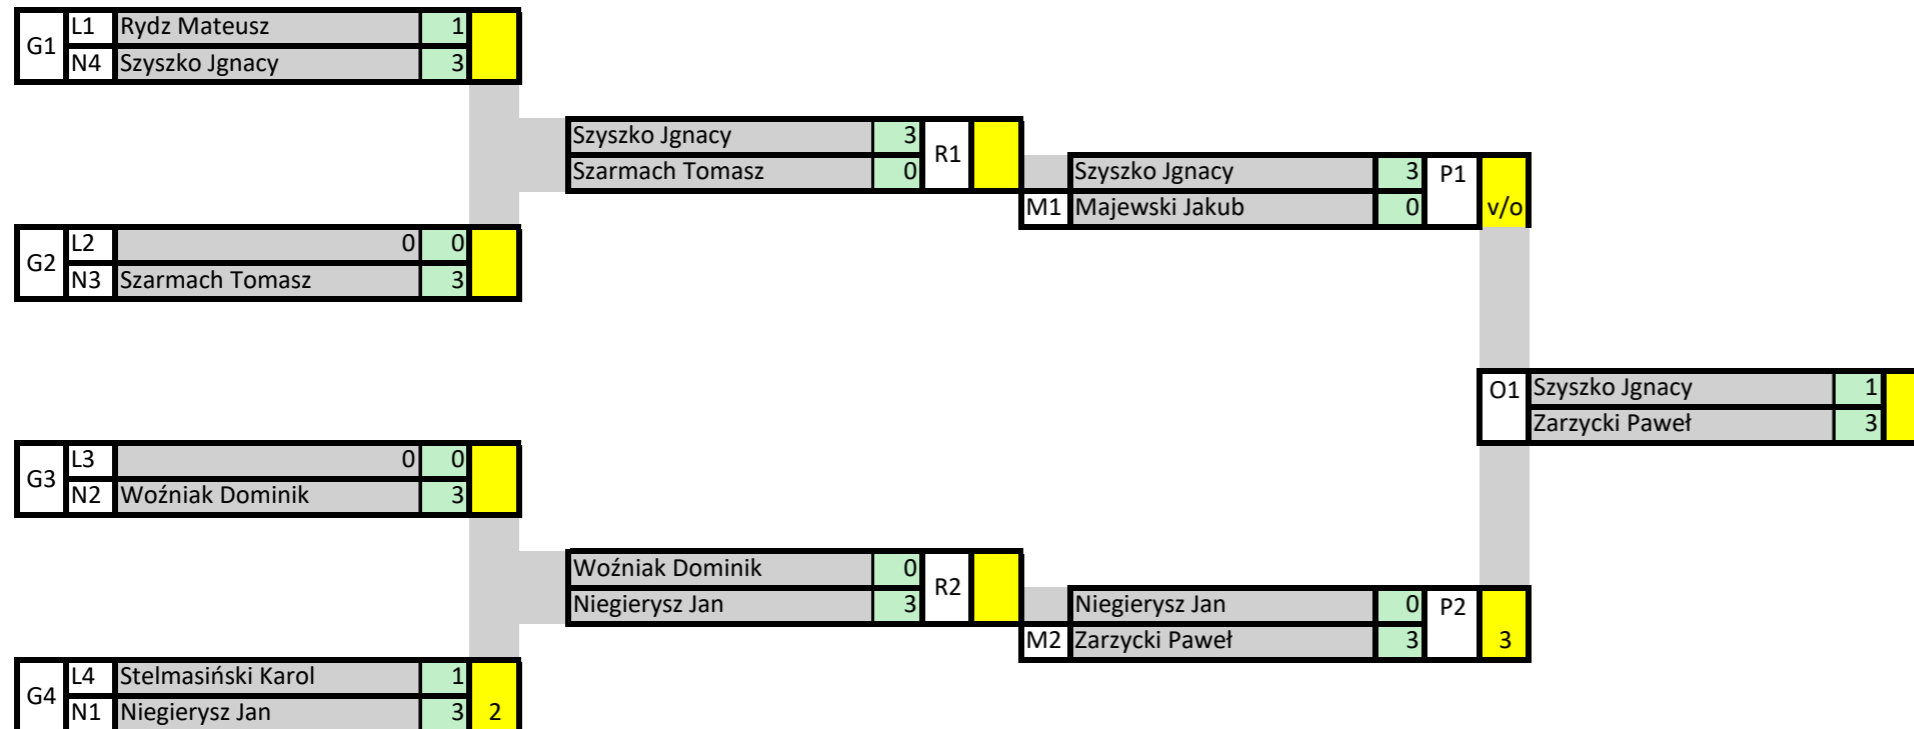 G1 L1 Rydz Mateusz 1
N4 Szyszko Jgnacy 3
Szyszko Jgnacy 3 R1
Szarmach Tomasz 0
Szyszko Jgnacy 3 P1
M1 Majewski Jakub 0 v/o
G2 L2 0 0
N3 Szarmach Tomasz 3
O1 Szyszko Jgnacy 1
Zarzycki Paweł 3
G3 L3 0 0
N2 Woźniak Dominik 3
Woźniak Dominik 0 R2
Niegierysz Jan 3
Niegierysz Jan 0 P2
M2 Zarzycki Paweł 3 3
G4 L4 Stelmasiński Karol 1
N1 Niegierysz Jan 3 2